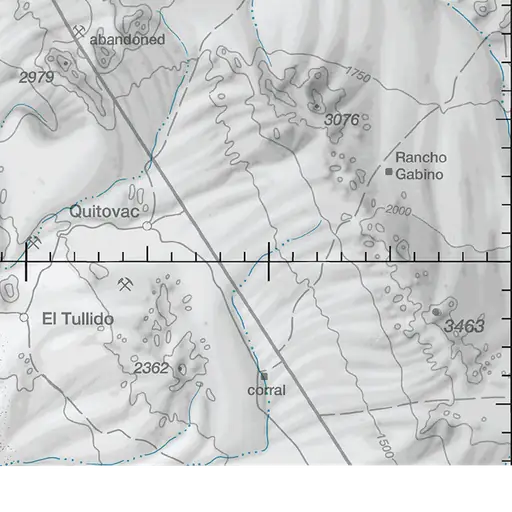 abandoned
2979
1750
3076
Rancho
Gabino
Quitovac
2000
El Tullido
3463
2362
corral
1500